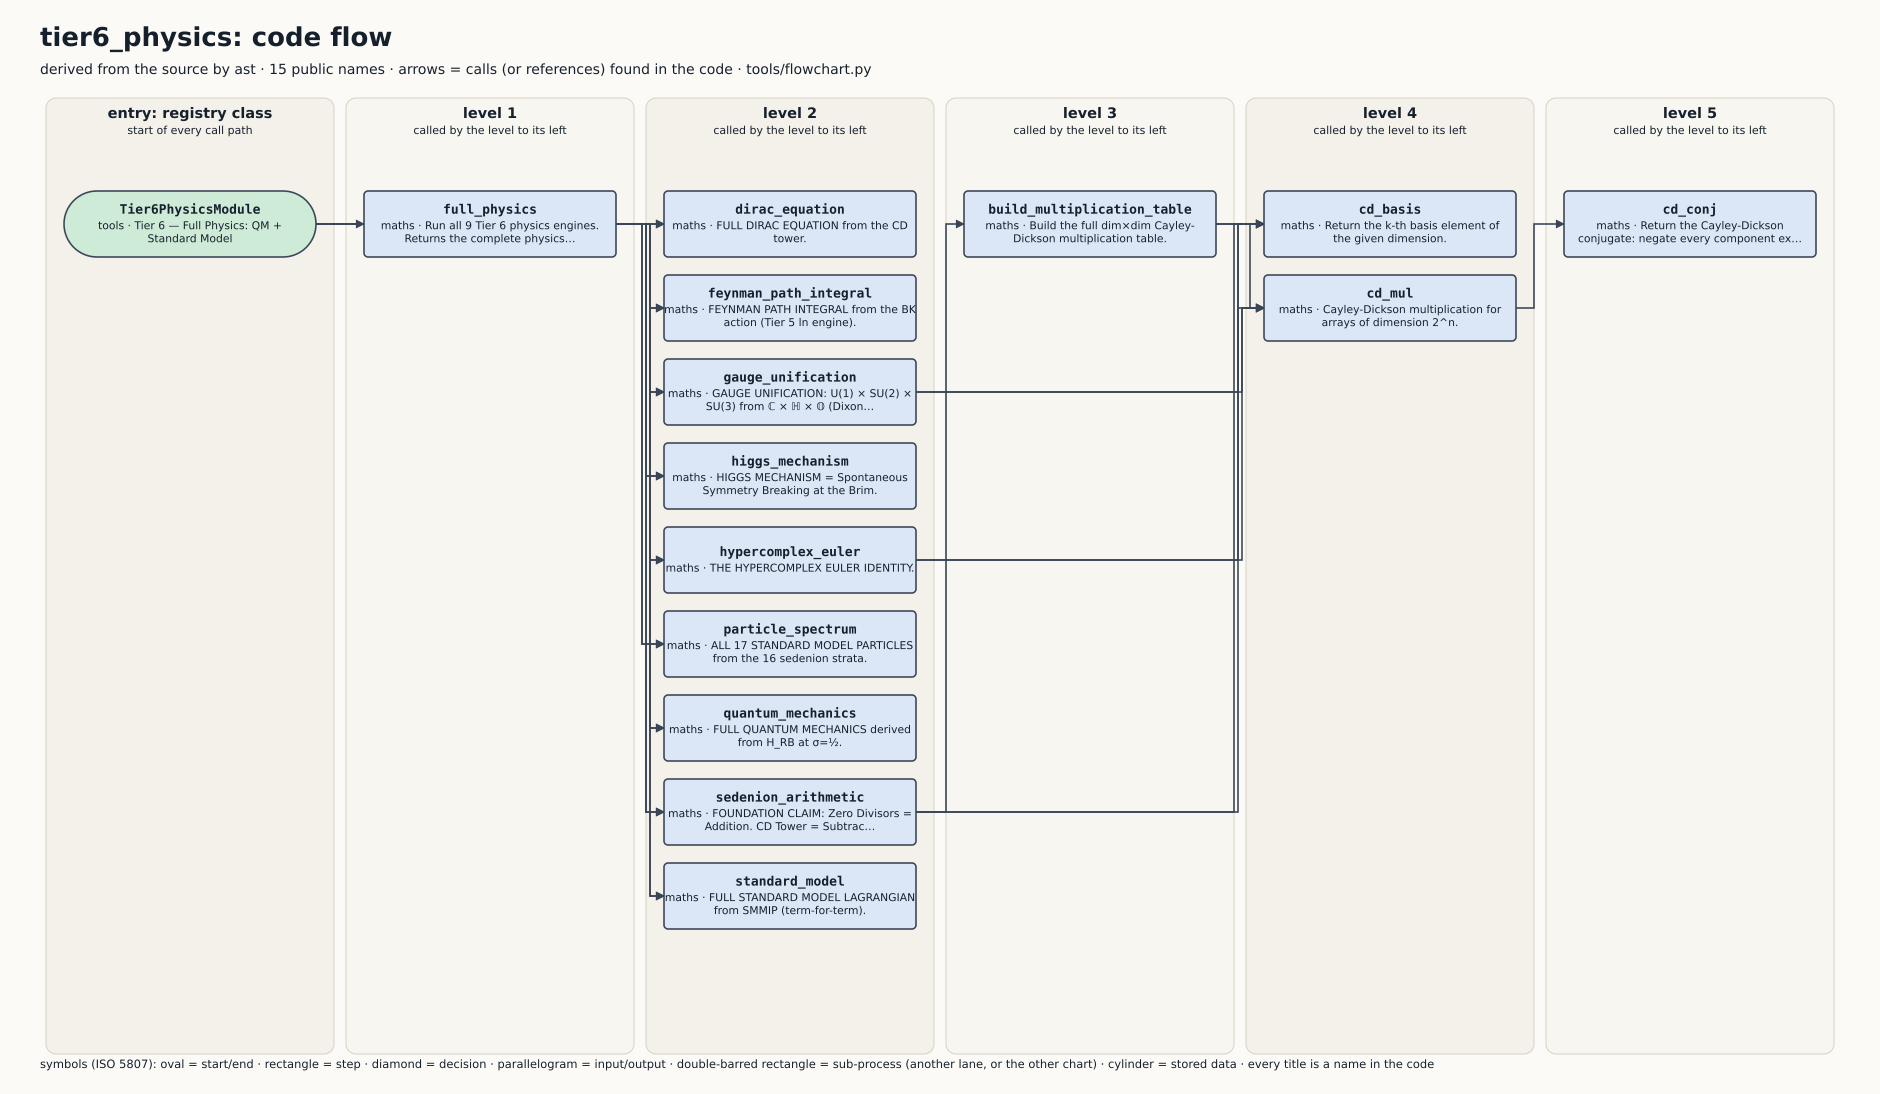 tier6_physics: code flow
derived from the source by ast · 15 public names · arrows = calls (or references) found in the code · tools/flowchart.py
entry: registry class
start of every call path
Tier6PhysicsModule
tools · Tier 6 — Full Physics: QM +
Standard Model
level 1
called by the level to its left
full_physics
maths · Run all 9 Tier 6 physics engines.
Returns the complete physics…
level 2
called by the level to its left
dirac_equation
maths · FULL DIRAC EQUATION from the CD
tower.
feynman_path_integral
maths · FEYNMAN PATH INTEGRAL from the BK
action (Tier 5 ln engine).
gauge_unification
maths · GAUGE UNIFICATION: U(1) × SU(2) ×
SU(3) from ℂ × ℍ × 𝕆 (Dixon…
higgs_mechanism
maths · HIGGS MECHANISM = Spontaneous
Symmetry Breaking at the Brim.
hypercomplex_euler
maths · THE HYPERCOMPLEX EULER IDENTITY.
particle_spectrum
maths · ALL 17 STANDARD MODEL PARTICLES
from the 16 sedenion strata.
quantum_mechanics
maths · FULL QUANTUM MECHANICS derived
from H_RB at σ=½.
sedenion_arithmetic
maths · FOUNDATION CLAIM: Zero Divisors =
Addition. CD Tower = Subtrac…
standard_model
maths · FULL STANDARD MODEL LAGRANGIAN
from SMMIP (term-for-term).
level 3
called by the level to its left
build_multiplication_table
maths · Build the full dim×dim Cayley-
Dickson multiplication table.
level 4
called by the level to its left
cd_basis
maths · Return the k-th basis element of
the given dimension.
cd_mul
maths · Cayley-Dickson multiplication for
arrays of dimension 2^n.
level 5
called by the level to its left
cd_conj
maths · Return the Cayley-Dickson
conjugate: negate every component ex…
symbols (ISO 5807): oval = start/end · rectangle = step · diamond = decision · parallelogram = input/output · double-barred rectangle = sub-process (another lane, or the other chart) · cylinder = stored data · every title is a name in the code